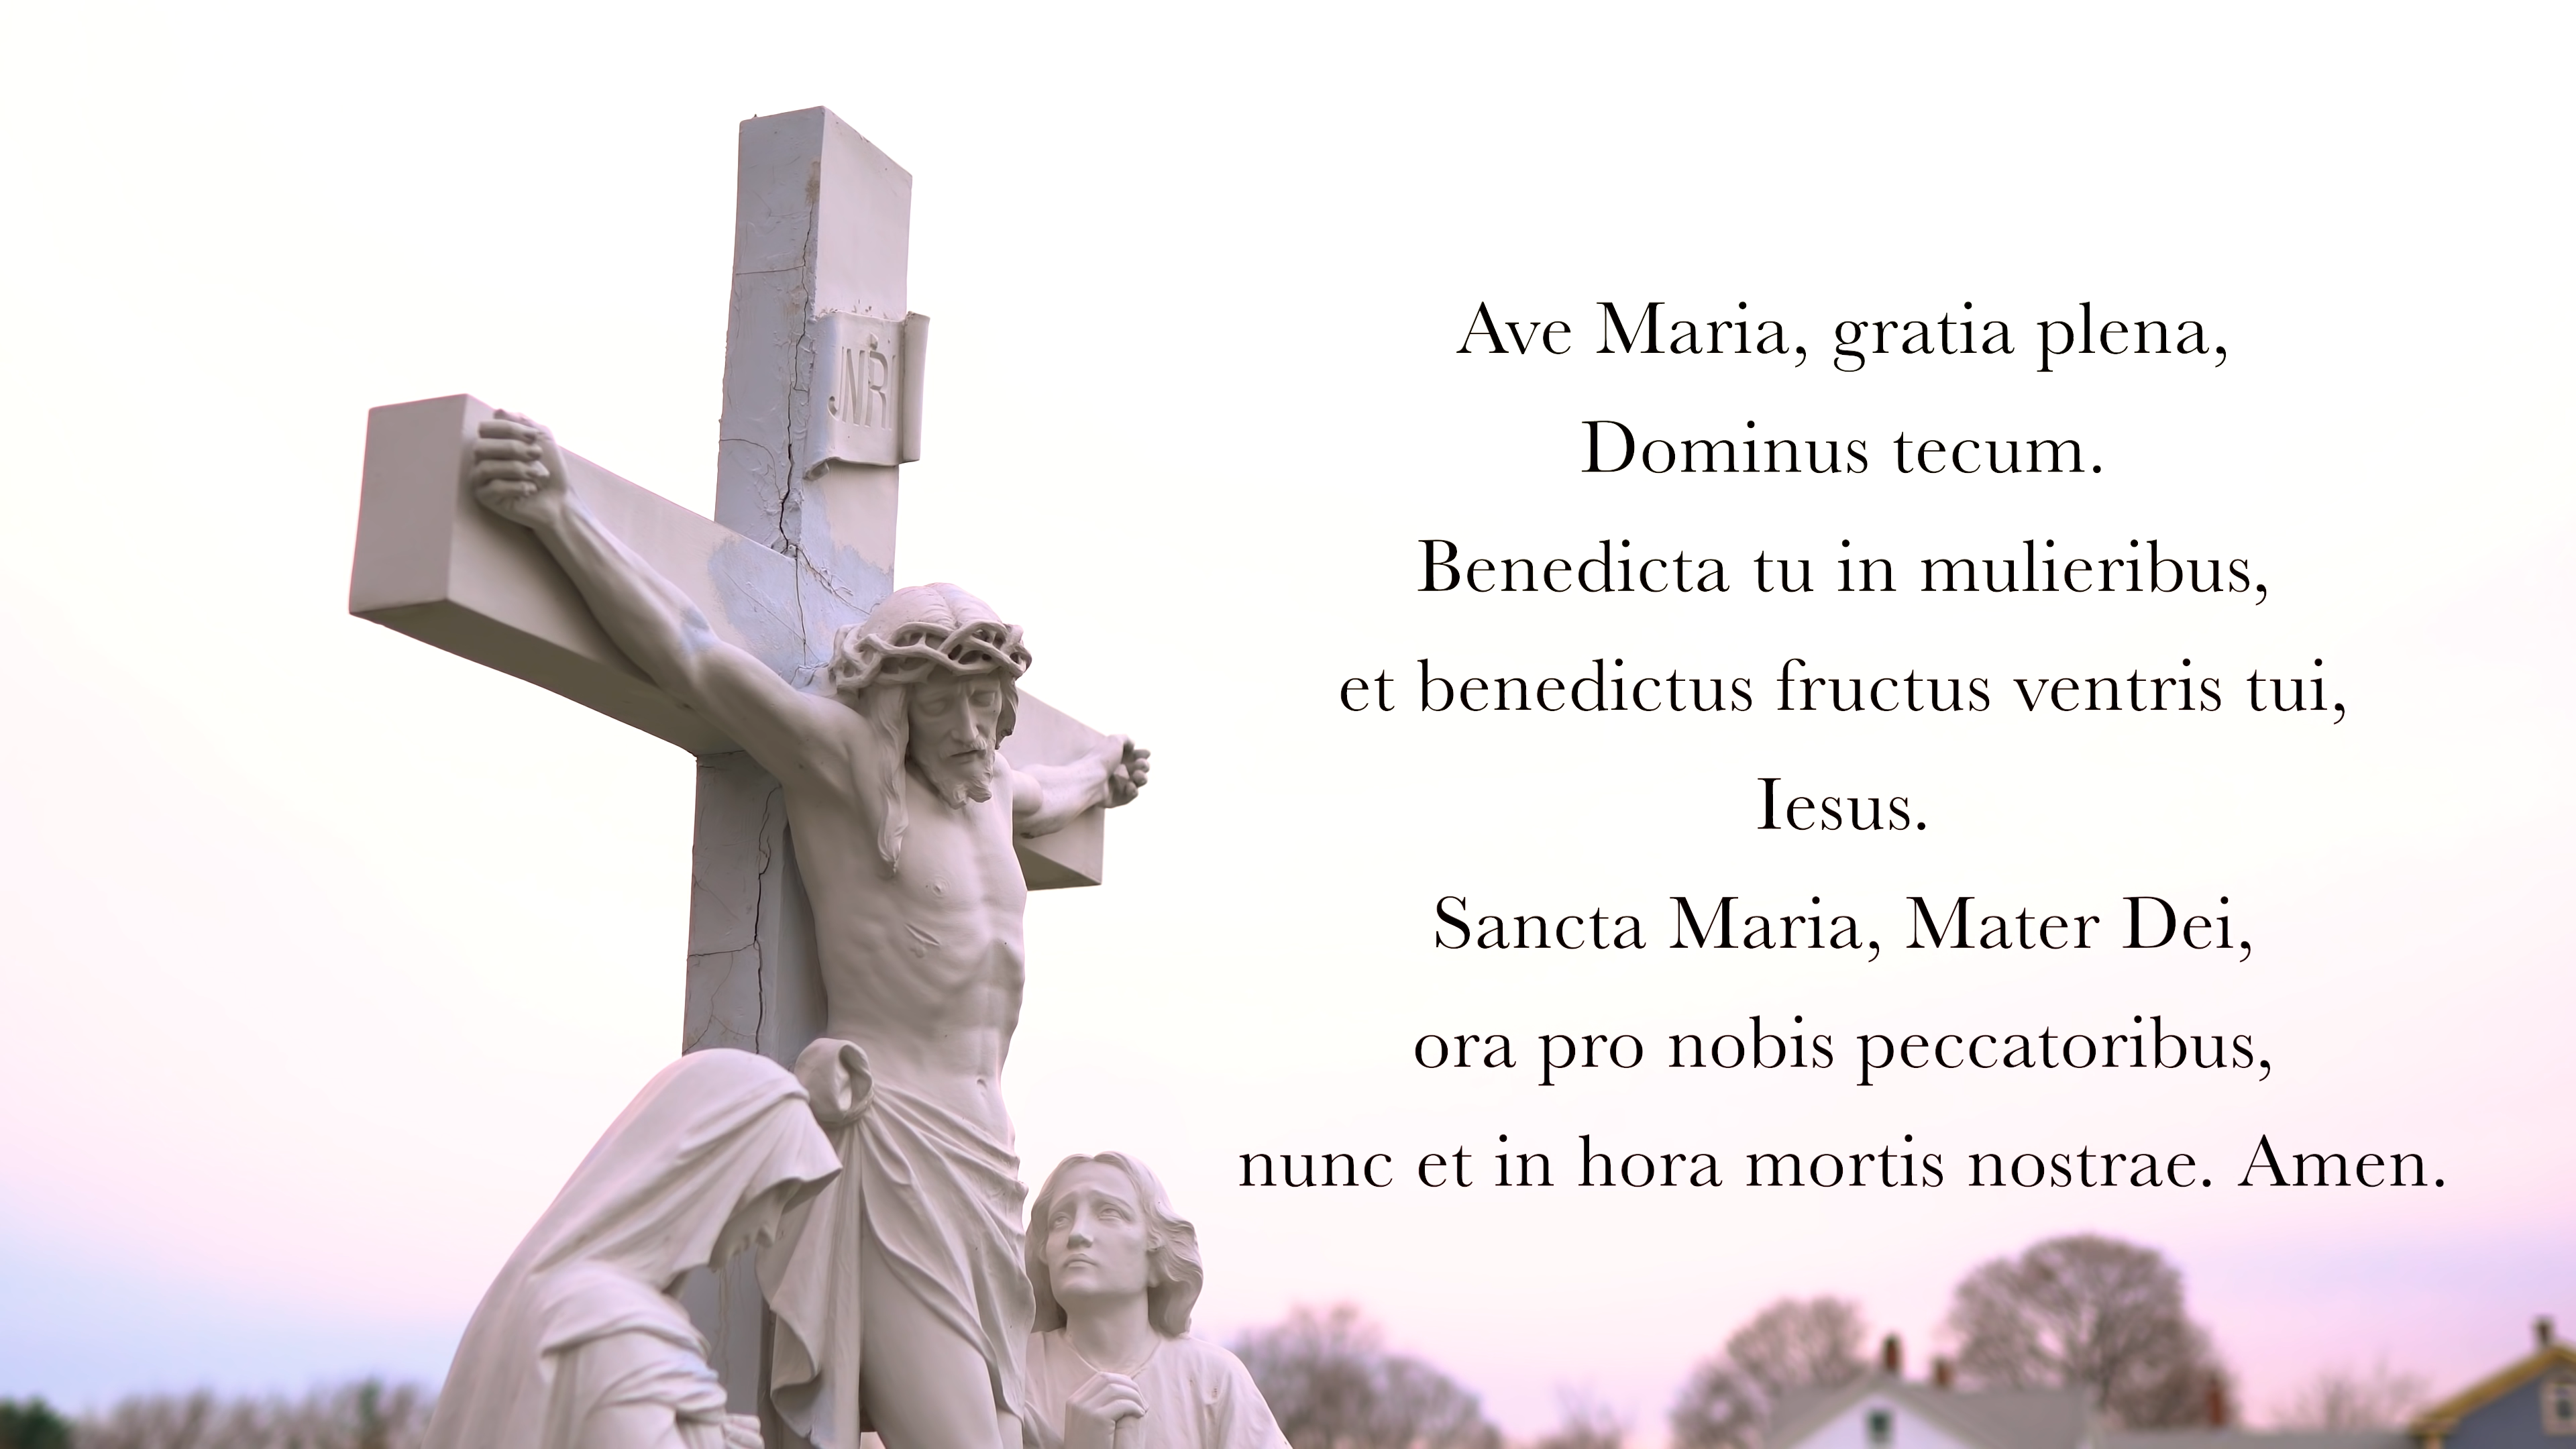 JNRI
Ave Maria, gratia plena,
Dominus tecum.
Benedicta tu in mulieribus,
et benedictus fructus ventris tui,
Iesus.
Sancta Maria, Mater Dei,
ora pro nobis peccatoribus,
nunc et in hora mortis nostrae. Amen.